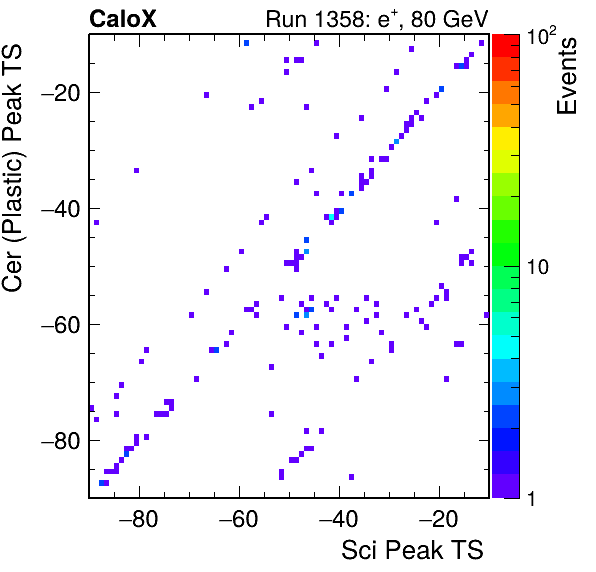 CaloX Run 1358: e+, 80 GeV
Cer (Plastic) Peak TS
−20
−40
−60
−80
−80 −60 −40 −20
Sci Peak TS
10²
10
1
Events